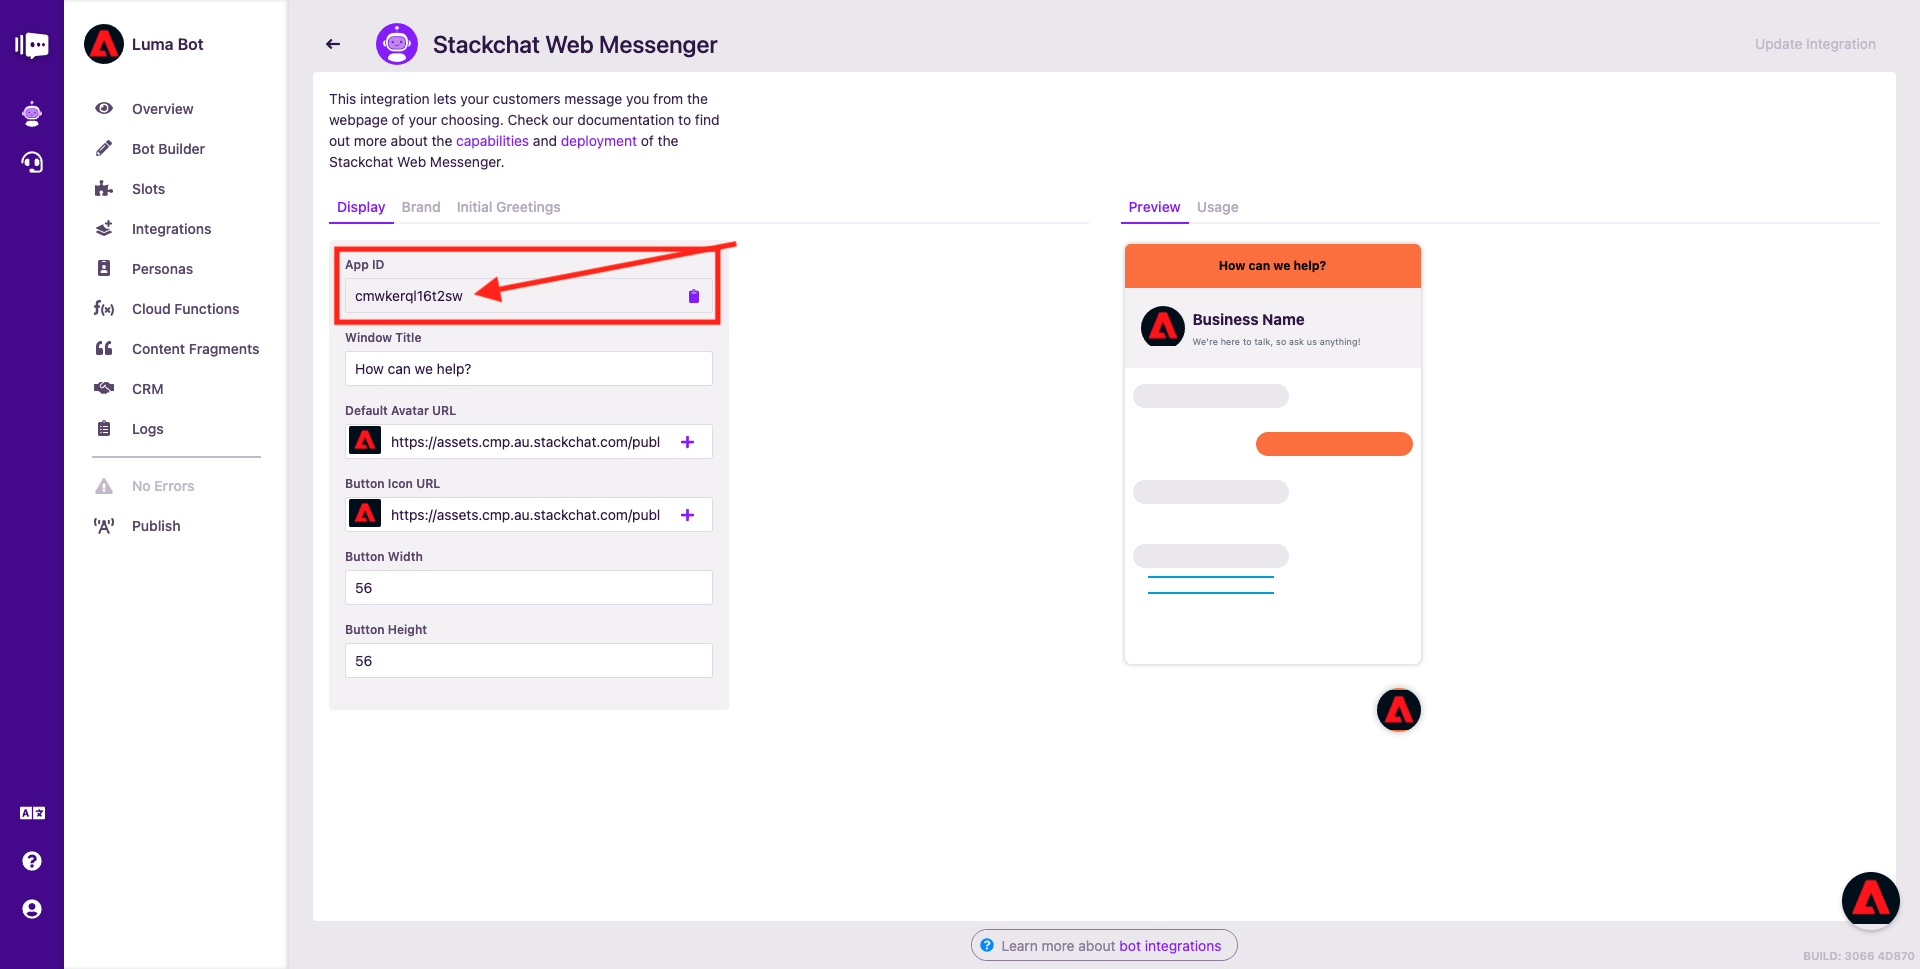 Luma Bot
Overview
Bot Builder
Slots
Integrations
Personas
Cloud Functions
Content Fragments
CRM
Logs
No Errors
Publish
Stackchat Web Messenger
Update Integration
This integration lets your customers message you from the
webpage of your choosing. Check our documentation to find
out more about the capabilities and deployment of the
Stackchat Web Messenger.
Display Brand Initial Greetings
App ID
cmwkerql16t2sw
Window Title
How can we help?
Default Avatar URL
https://assets.cmp.au.stackchat.com/publ
Button Icon URL
https://assets.cmp.au.stackchat.com/publ
Button Width
56
Button Height
56
Preview Usage
How can we help?
Business Name
We're here to talk, so ask us anything!
Learn more about bot integrations
BUILD: 3066 4D870